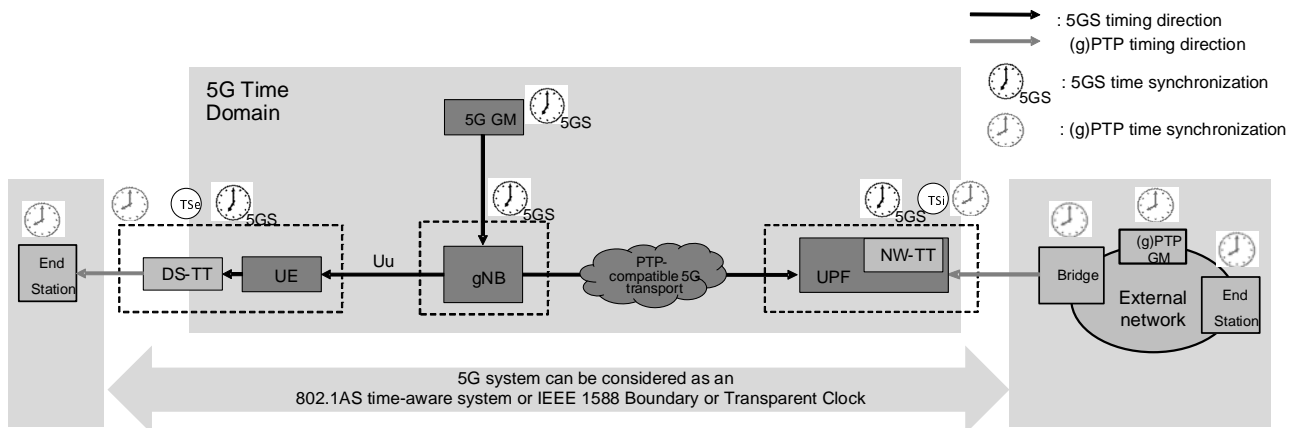 : 5GS timing direction
(g)PTP timing direction
: 5GS time synchronization
5GS
: (g)PTP time synchronization
5G Time
Domain
5G GM
5GS
5GS
TSe
5GS
5GS
TSi
End
Station
DS-TT
UE
Uu
gNB
PTP-
compatible 5G
transport
UPF
NW-TT
Bridge
(g)PTP
GM
External
network
End
Station
5G system can be considered as an
802.1AS time-aware system or IEEE 1588 Boundary or Transparent Clock